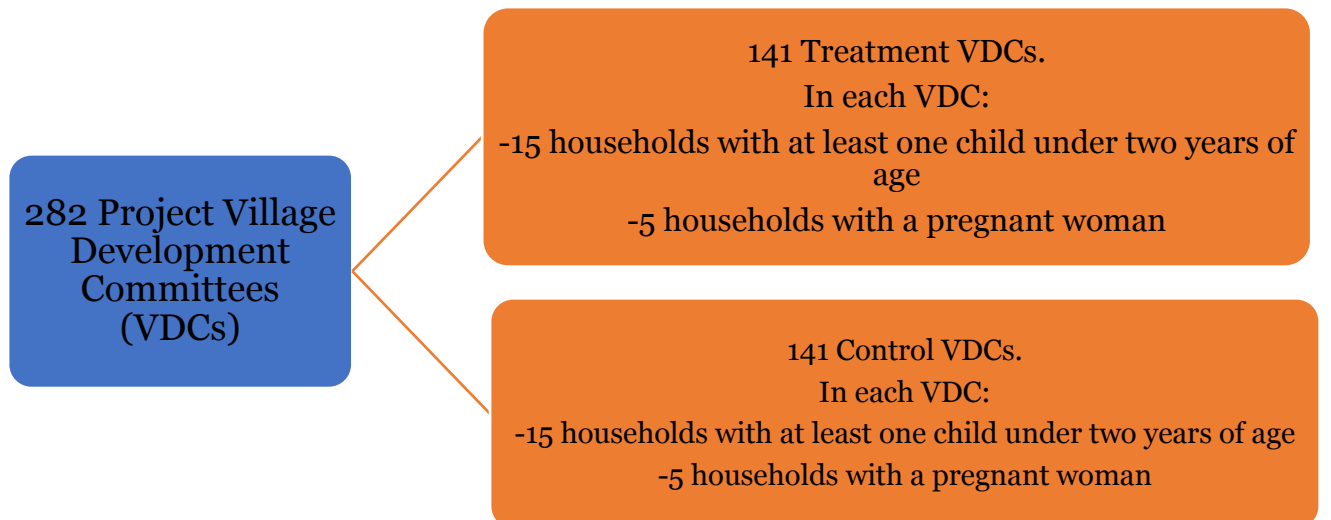 282 Project Village
Development
Committees
(VDCs)
141 Treatment VDCs.
In each VDC:
-15 households with at least one child under two years of
age
-5 households with a pregnant woman
141 Control VDCs.
In each VDC:
-15 households with at least one child under two years of age
-5 households with a pregnant woman